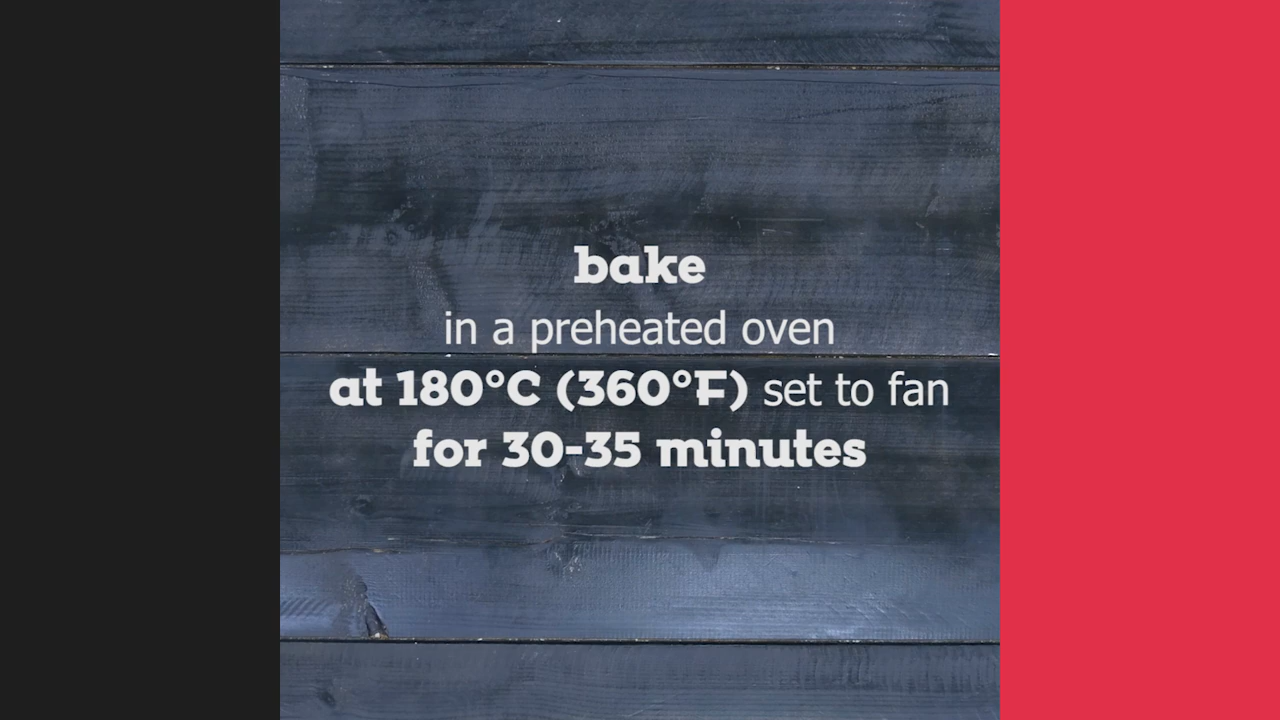 bake
in a preheated oven
at 180°C (360°F) set to fan
for 30-35 minutes